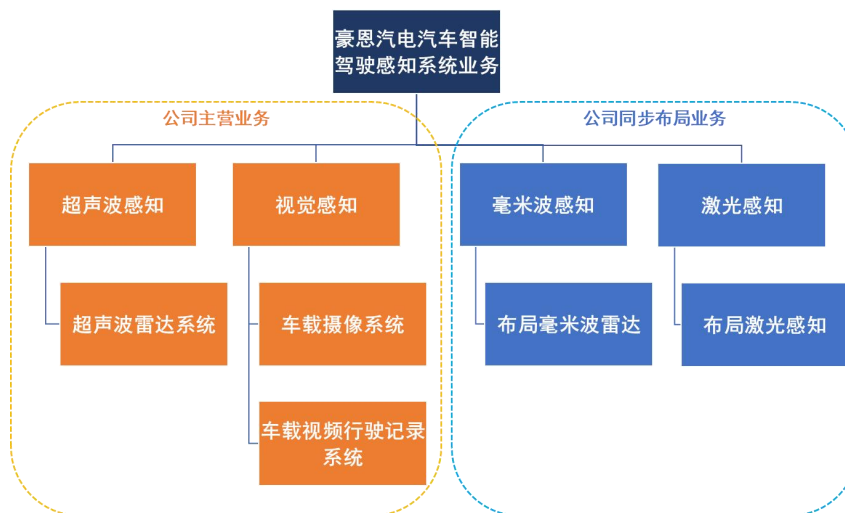 豪恩汽电汽车智能
驾驶感知系统业务
公司主营业务
公司同步布局业务
超声波感知
视觉感知
毫米波感知
激光感知
超声波雷达系统
车载摄像系统
布局毫米波雷达
布局激光感知
车载视频行驶记录
系统